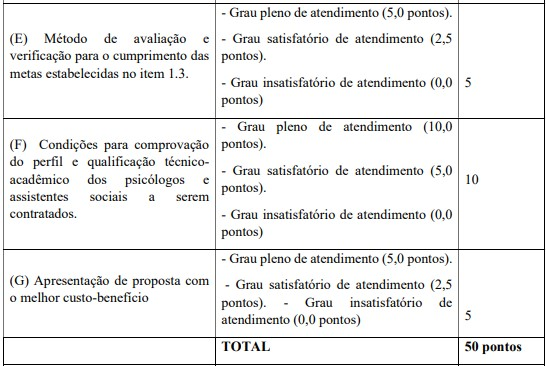 (E) Método de avaliação e
verificação para o cumprimento das
metas estabelecidas no item 1.3.
- Grau pleno de atendimento (5,0 pontos).
- Grau satisfatório de atendimento (2,5
pontos).
- Grau insatisfatório de atendimento (0,0
pontos)
5
(F) Condições para comprovação
do perfil e qualificação técnico-
acadêmico dos psicólogos e
assistentes sociais a serem
contratados.
- Grau pleno de atendimento (10,0
pontos).
- Grau satisfatório de atendimento (5,0
pontos).
- Grau insatisfatório de atendimento (0,0
pontos)
10
(G) Apresentação de proposta com
o melhor custo-benefício
- Grau pleno de atendimento (5,0 pontos).
- Grau satisfatório de atendimento (2,5
pontos). - Grau insatisfatório de
atendimento (0,0 pontos)
5
TOTAL
50 pontos